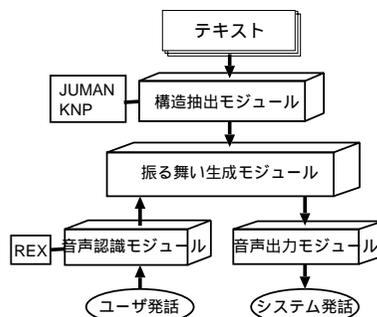 テキスト
JUMAN
KNP
構造抽出モジュール
振る舞い生成モジュール
REX
音声認識モジュール
音声出力モジュール
ユーザ発話
システム発話